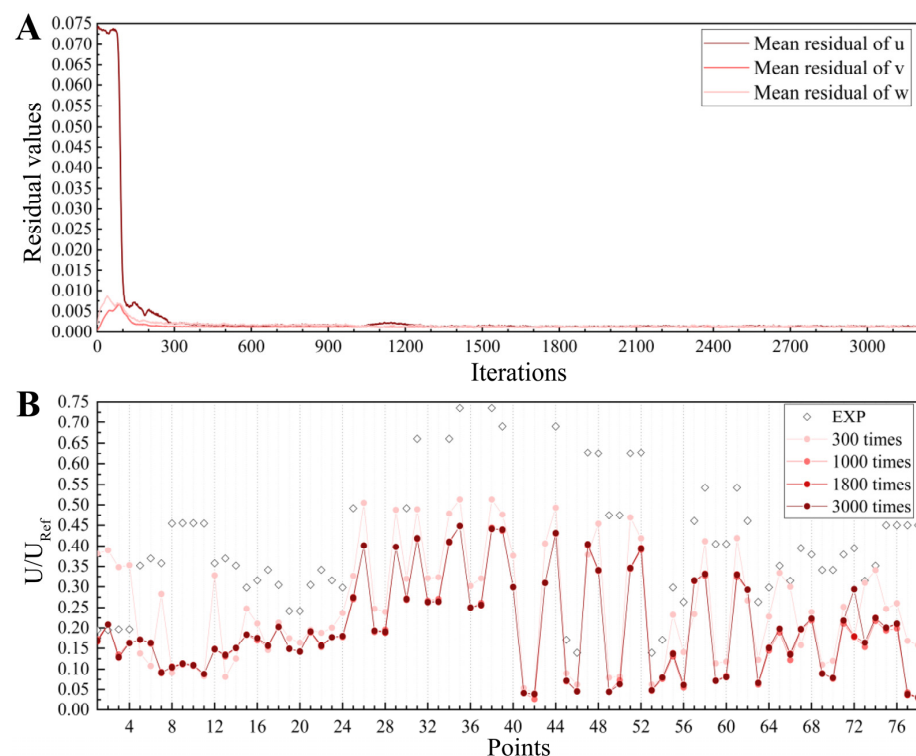 A
Residual values
0.075
0.070
0.065
0.060
0.055
0.050
0.045
0.040
0.035
0.030
0.025
0.020
0.015
0.010
0.005
0.000
Mean residual of u
Mean residual of v
Mean residual of w
0 300 600 900 1200 1500 1800 2100 2400 2700 3000
Iterations
B
U/U_Ref
0.75
0.70
0.65
0.60
0.55
0.50
0.45
0.40
0.35
0.30
0.25
0.20
0.15
0.10
0.05
0.00
EXP
300 times
1000 times
1800 times
3000 times
4 8 12 16 20 24 28 32 36 40 44 48 52 56 60 64 68 72 76
Points